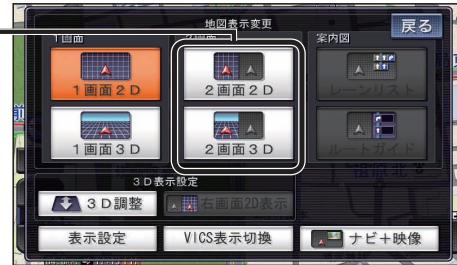 地図表示変更
戻る
1画面
2画面
案内図
1画面2D
2画面2D
レーンリスト
1画面3D
2画面3D
ルートガイド
3D表示設定
3D調整
右画面2D表示
表示設定
VICS表示切換
ナビ+映像